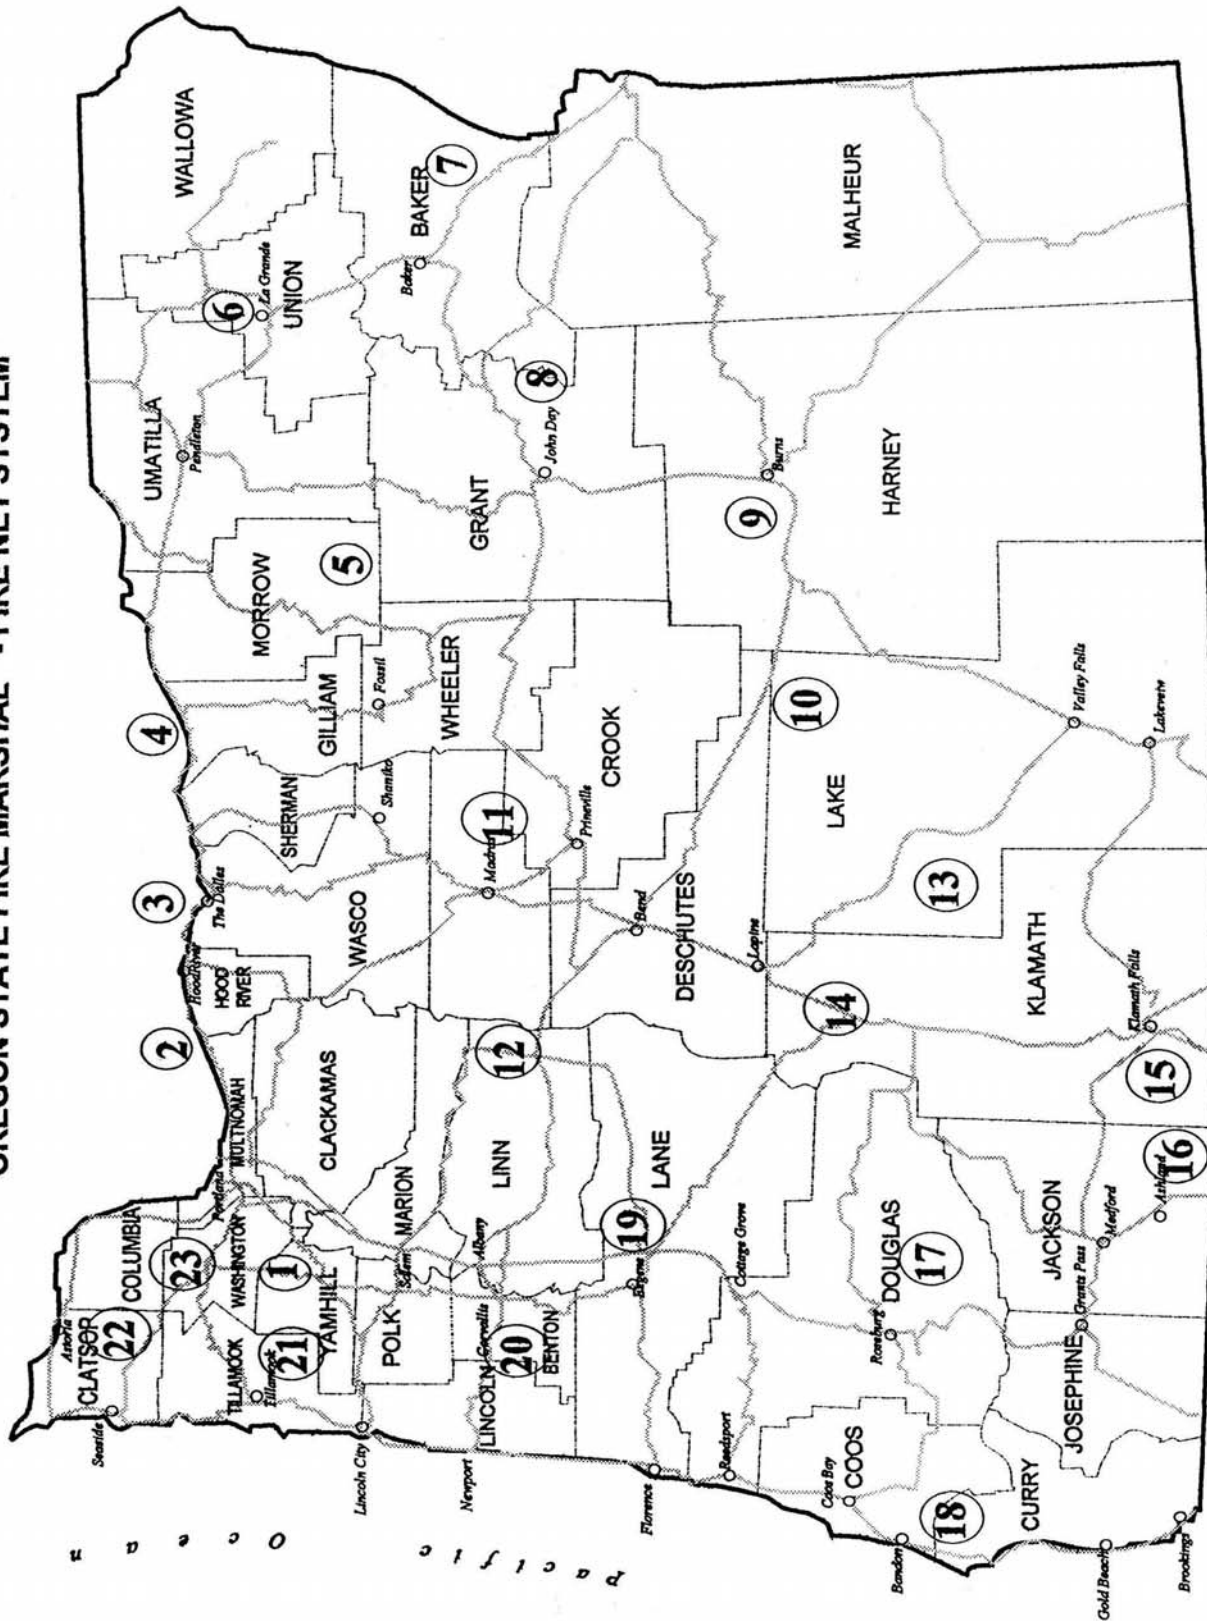 OREGON STATE FIRE MARSHAL - FIRE NET SYSTEM
Pacific Ocean
Astoria
Seaside
CLATSOP
22
COLUMBIA
23
WASHINGTON
Portland
MULTNOMAH
2
Hood River
HOOD
RIVER
3
The Dalles
4
SHERMAN
GILLIAM
MORROW
5
UMATILLA
Pendleton
6
La Grande
UNION
WALLOWA
TILLAMOOK
Tillamook
21
1
YAMHILL
CLACKAMAS
WASCO
Shaniko
Fossil
WHEELER
Baker
BAKER
7
Lincoln City
POLK
Salem
MARION
Newport
LINCOLN
Corvallis
Albany
20
BENTON
LINN
12
Madras
11
Prineville
CROOK
GRANT
John Day
8
Florence
Eugene
19
LANE
Bend
DESCHUTES
Lapine
Reedsport
Cottage Grove
14
10
9
Burns
HARNEY
MALHEUR
Coos Bay
COOS
Roseburg
DOUGLAS
17
LAKE
13
KLAMATH
Bandon
18
CURRY
JOSEPHINE
Grants Pass
JACKSON
Medford
Ashland
16
15
Klamath Falls
Valley Falls
Lakeveiw
Gold Beach
Brookings